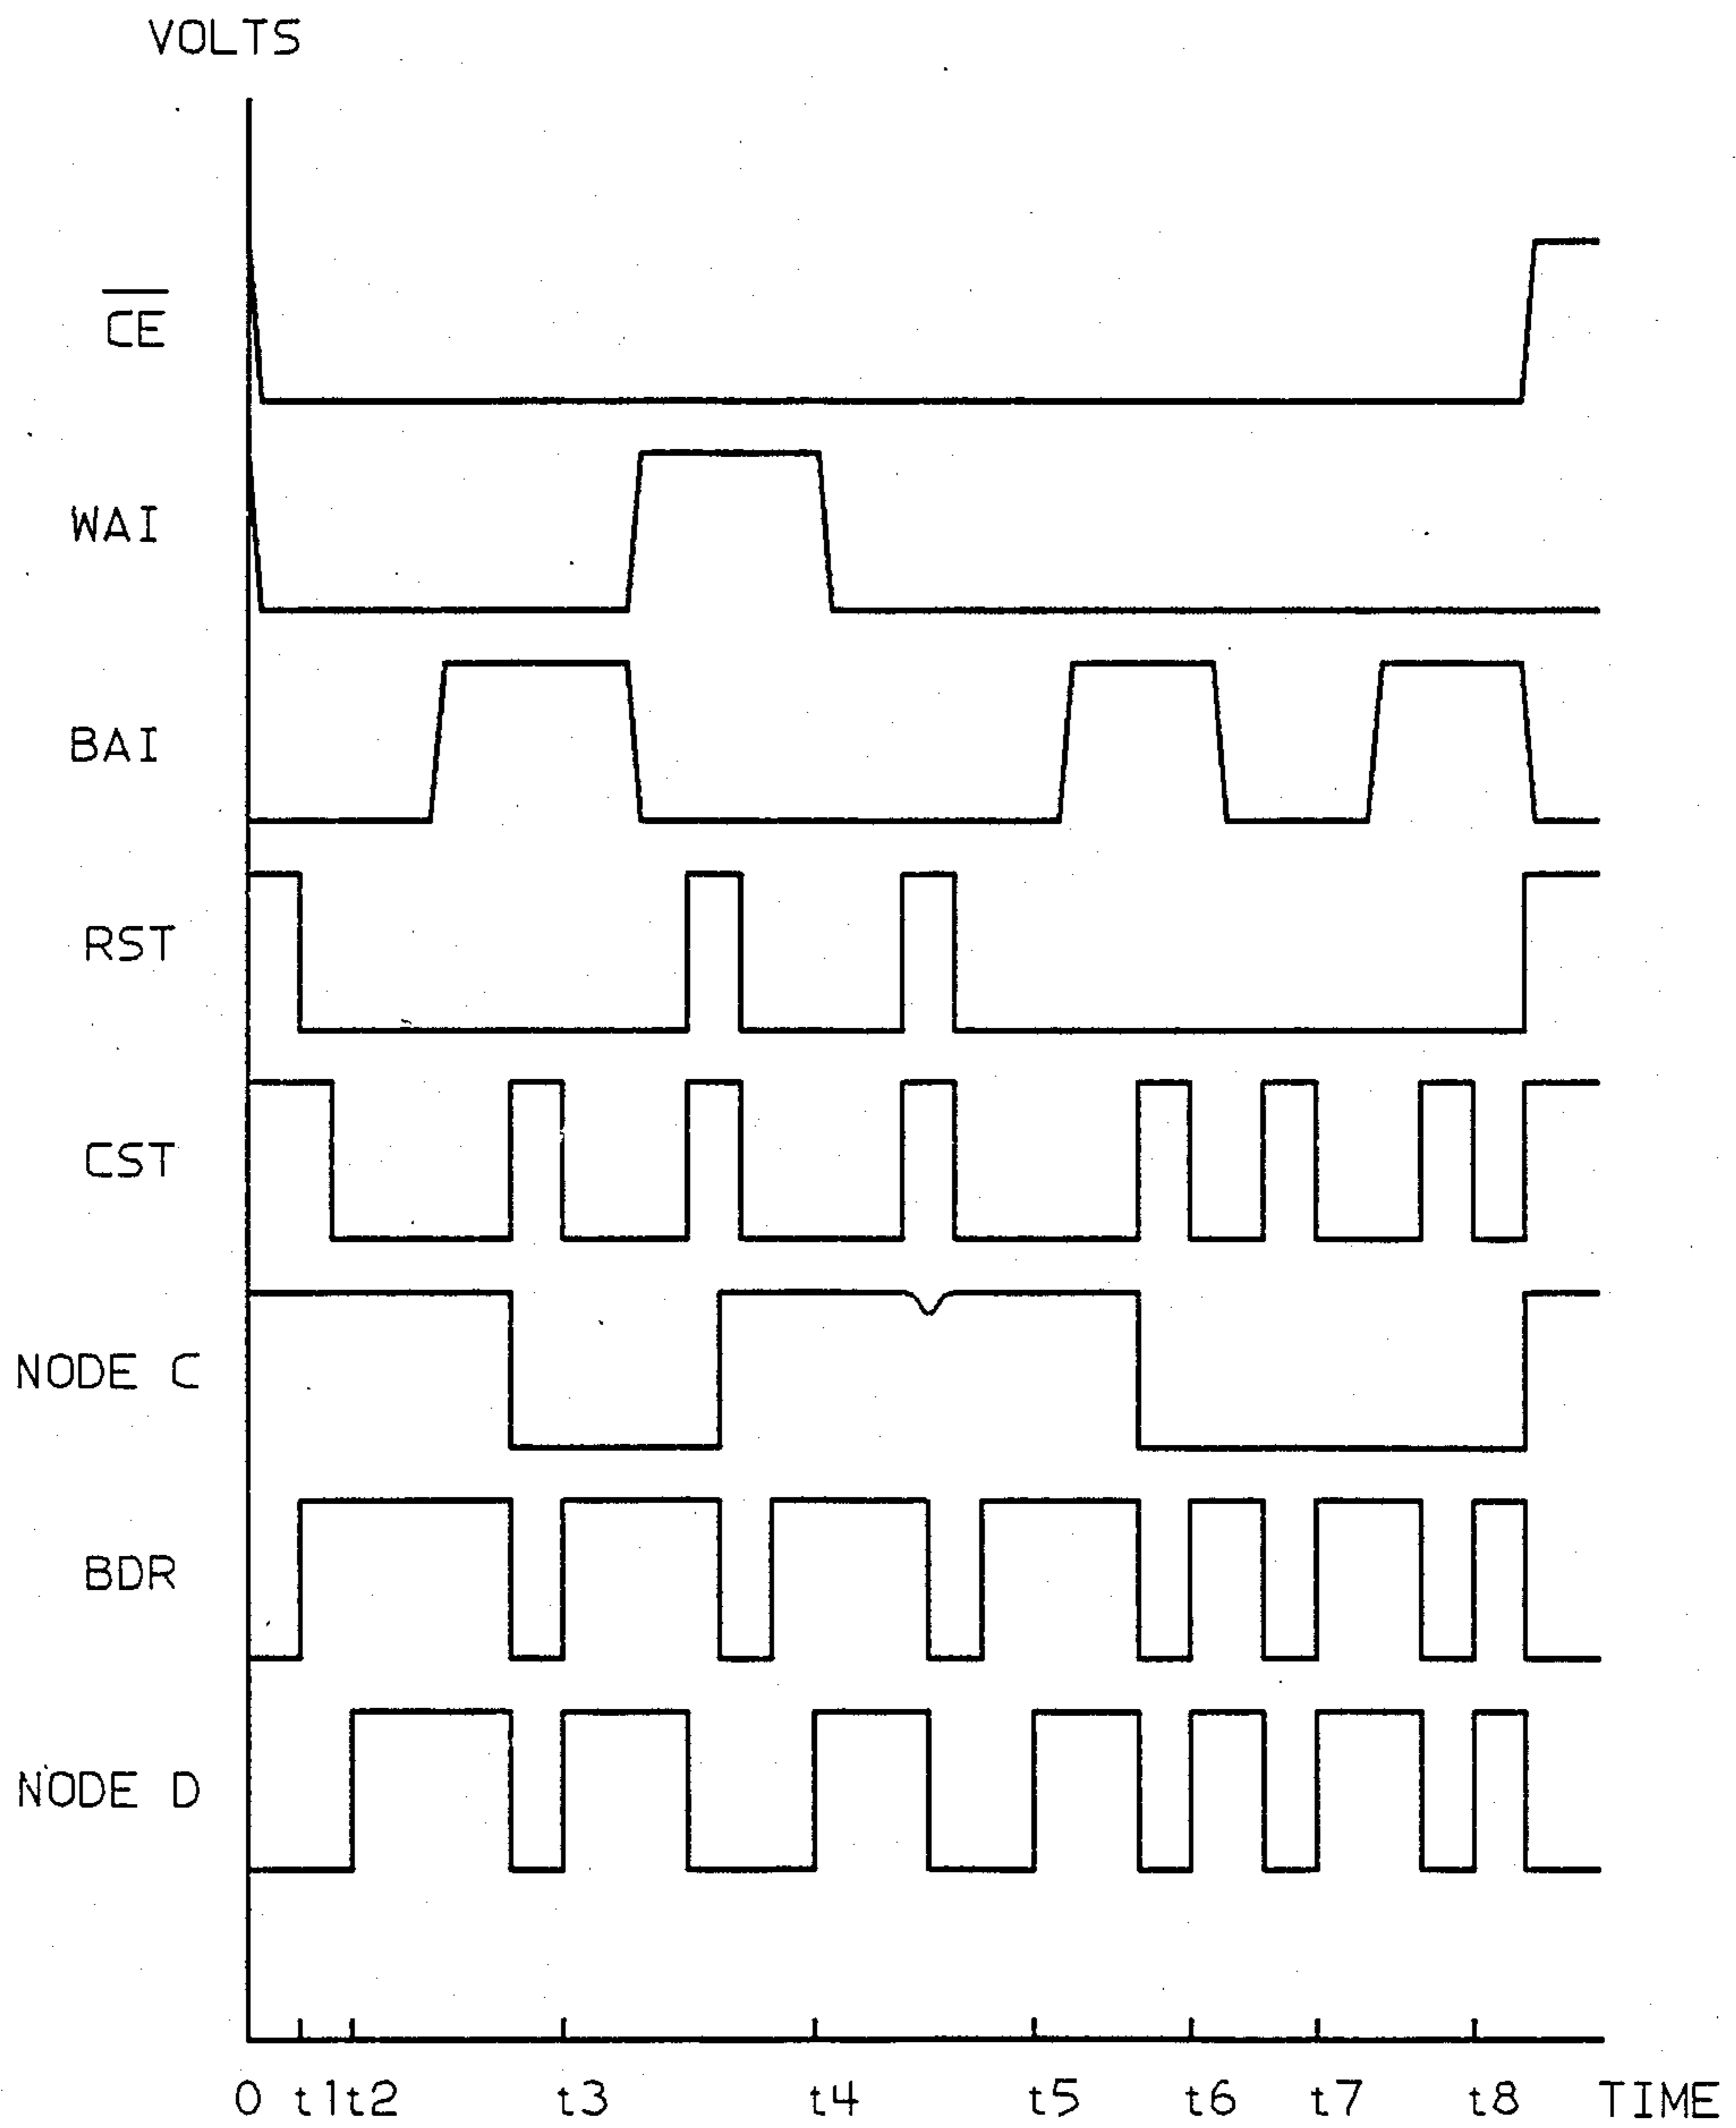 VOLTS
CE
WAI
BAI
RST
CST
NODE C
BDR
NODE D
0 t1 t2 t3 t4 t5 t6 t7 t8 TIME